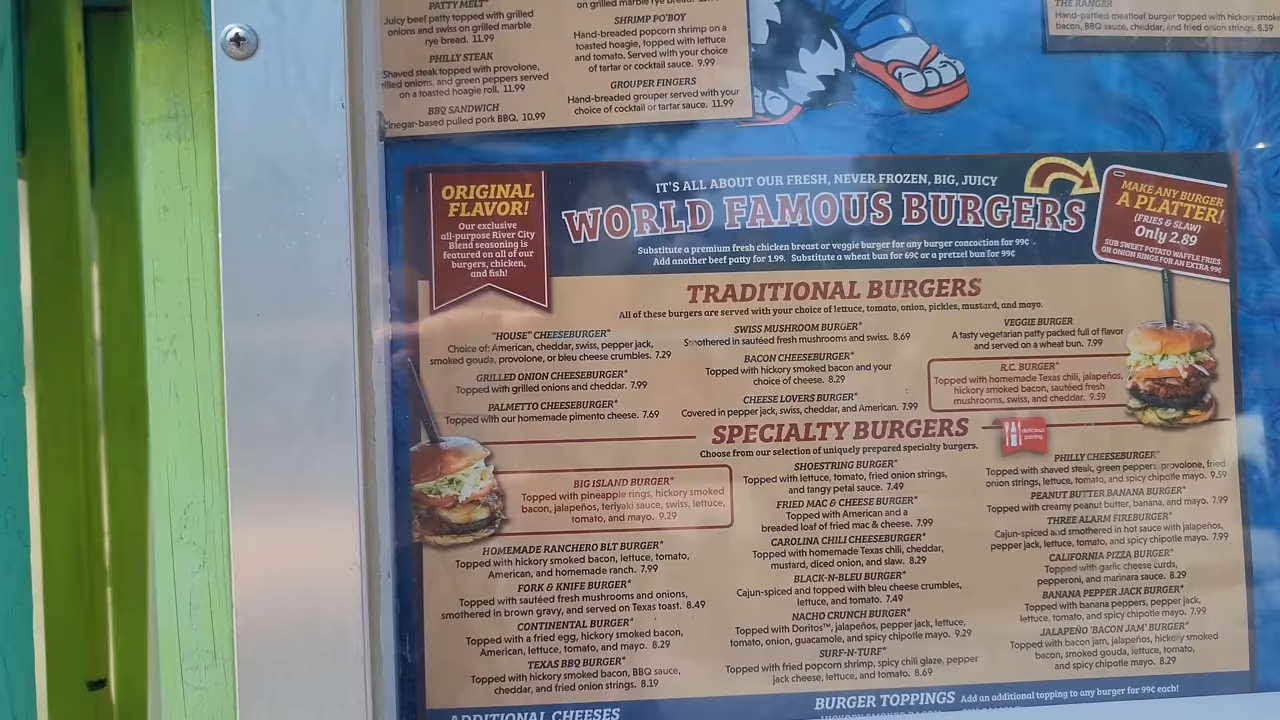 PATTY MELT*
Juicy beef patty topped with grilled
onions and swiss on grilled marble
rye bread. 11.99
PHILLY STEAK
Shaved steak topped with provolone,
grilled onions, and green peppers served
on a toasted hoagie roll. 11.99
BBQ SANDWICH
Vinegar-based pulled pork BBQ. 10.99
on grilled marble rye bread.
SHRIMP PO'BOY
Hand-breaded popcorn shrimp on a
toasted hoagie, topped with lettuce
and tomato. Served with your choice
of tartar or cocktail sauce. 9.99
GROUPER FINGERS
Hand-breaded grouper served with your
choice of cocktail or tartar sauce. 11.99
THE RANGER
Hand-pattied meatloaf burger topped with hickory smoke
bacon, BBQ sauce, cheddar, and fried onion strings. 8.59
ORIGINAL
FLAVOR!
Our exclusive
all-purpose River City
Blend seasoning is
featured on all of our
burgers, chicken,
and fish!
IT'S ALL ABOUT OUR FRESH, NEVER FROZEN, BIG, JUICY
WORLD FAMOUS BURGERS
Substitute a premium fresh chicken breast or veggie burger for any burger concoction for 99¢
Add another beef patty for 1.99. Substitute a wheat bun for 69¢ or a pretzel bun for 99¢
MAKE ANY BURGER
A PLATTER!
(FRIES & SLAW)
Only 2.89
SUB SWEET POTATO WAFFLE FRIES
OR ONION RINGS FOR AN EXTRA 99¢
TRADITIONAL BURGERS
All of these burgers are served with your choice of lettuce, tomato, onion, pickles, mustard, and mayo.
"HOUSE" CHEESEBURGER*
Choice of: American, cheddar, swiss, pepper jack,
smoked gouda, provolone, or bleu cheese crumbles. 7.29
GRILLED ONION CHEESEBURGER*
Topped with grilled onions and cheddar. 7.99
PALMETTO CHEESEBURGER*
Topped with our homemade pimento cheese. 7.69
SWISS MUSHROOM BURGER*
Smothered in sautéed fresh mushrooms and swiss. 8.69
BACON CHEESEBURGER*
Topped with hickory smoked bacon and your
choice of cheese. 8.29
CHEESE LOVERS BURGER*
Covered in pepper jack, swiss, cheddar, and American. 7.99
VEGGIE BURGER
A tasty vegetarian patty packed full of flavor
and served on a wheat bun. 7.99
R.C. BURGER*
Topped with homemade Texas chili, jalapeños,
hickory smoked bacon, sautéed fresh
mushrooms, swiss, and cheddar. 9.59
SPECIALTY BURGERS
Choose from our selection of uniquely prepared specialty burgers.
delicious
pairing
BIG ISLAND BURGER*
Topped with pineapple rings, hickory smoked
bacon, jalapeños, teriyaki sauce, swiss, lettuce,
tomato, and mayo. 9.29
HOMEMADE RANCHERO BLT BURGER*
Topped with hickory smoked bacon, lettuce, tomato,
American, and homemade ranch. 7.99
FORK & KNIFE BURGER*
Topped with sautéed fresh mushrooms and onions,
smothered in brown gravy, and served on Texas toast. 8.49
CONTINENTAL BURGER*
Topped with a fried egg, hickory smoked bacon,
American, lettuce, tomato, and mayo. 8.29
TEXAS BBQ BURGER*
Topped with hickory smoked bacon, BBQ sauce,
cheddar, and fried onion strings. 8.19
SHOESTRING BURGER*
Topped with lettuce, tomato, fried onion strings,
and tangy petal sauce. 7.49
FRIED MAC & CHEESE BURGER*
Topped with American and a
breaded loaf of fried mac & cheese. 7.99
CAROLINA CHILI CHEESEBURGER*
Topped with homemade Texas chili, cheddar,
mustard, diced onion, and slaw. 8.29
BLACK-N-BLEU BURGER*
Cajun-spiced and topped with bleu cheese crumbles,
lettuce, and tomato. 7.49
NACHO CRUNCH BURGER*
Topped with Doritos™, jalapeños, pepper jack, lettuce,
tomato, onion, guacamole, and spicy chipotle mayo. 9.29
SURF-N-TURF*
Topped with fried popcorn shrimp, spicy chili glaze, pepper
jack cheese, lettuce, and tomato. 8.69
PHILLY CHEESEBURGER*
Topped with shaved steak, green peppers, provolone, fried
onion strings, lettuce, tomato, and spicy chipotle mayo. 9.59
PEANUT BUTTER BANANA BURGER*
Topped with creamy peanut butter, banana, and mayo. 7.99
THREE ALARM FIREBURGER*
Cajun-spiced and smothered in hot sauce with jalapeños,
pepper jack, lettuce, tomato, and spicy chipotle mayo. 7.99
CALIFORNIA PIZZA BURGER*
Topped with garlic cheese curds,
pepperoni, and marinara sauce. 8.29
BANANA PEPPER JACK BURGER*
Topped with banana peppers, pepper jack,
lettuce, tomato, and spicy chipotle mayo. 7.99
JALAPEÑO 'BACON JAM' BURGER*
Topped with bacon jam, jalapeños, hickory smoked
bacon, smoked gouda, lettuce, tomato,
and spicy chipotle mayo. 8.29
ADDITIONAL CHEESES
BURGER TOPPINGS Add an additional topping to any burger for 99¢ each!